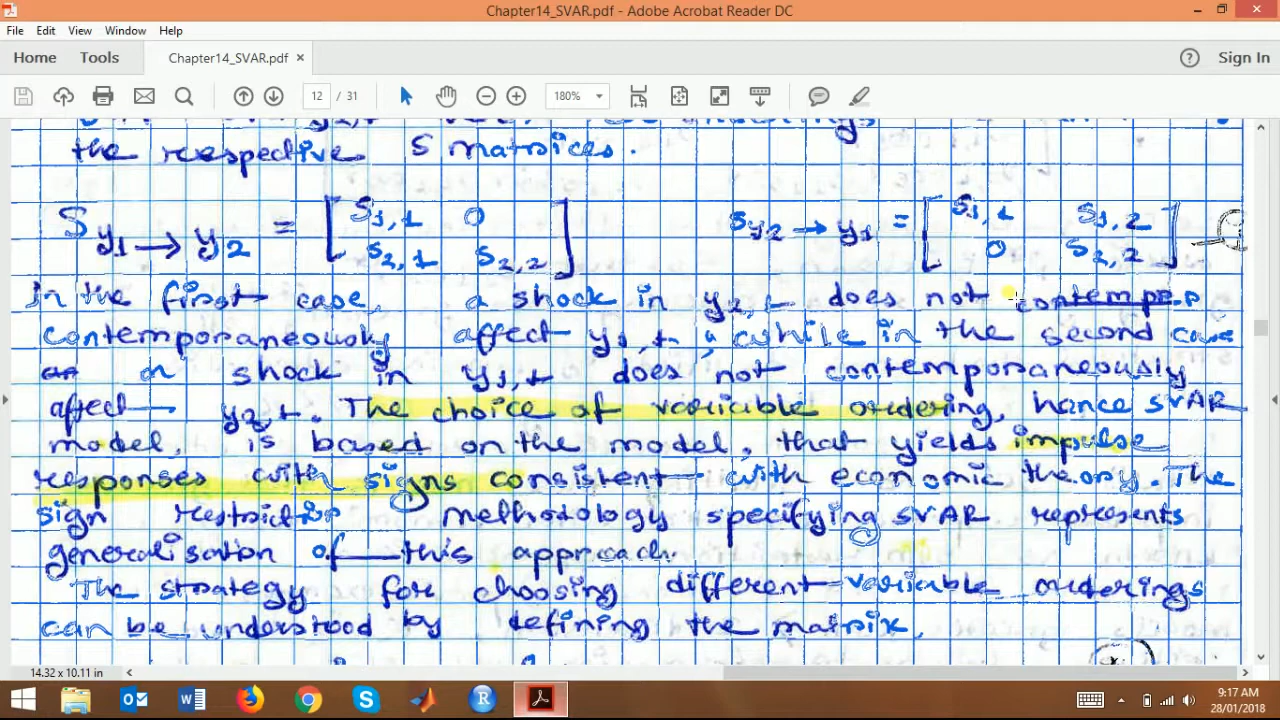 Chapter14_SVAR.pdf - Adobe Acrobat Reader DC
File Edit View Window Help
Home Tools Chapter14_SVAR.pdf × Sign In
12 / 31 180%
the respective S matrices.
S y1 → y2 = [ S1,1 0 S y2 → y1 = [ S1,1 S1,2
S2,1 S2,2 ] 0 S2,2 ]
In the first case, a shock in y2,t does not
contemporaneously affect y1,t, while in the second case
a shock in y1,t does not contemporaneously
affect y2,t. The choice of variable ordering, hance SVAR
model, is based on the model, that yields impulse
responses with signs consistent with economic theory. The
sign restriction methodology specifying SVAR represents
generalisation of this approach.
The strategy for choosing different variable orderings
can be understood by defining the matrix,
14.32 x 10.11 in
9:17 AM
28/01/2018